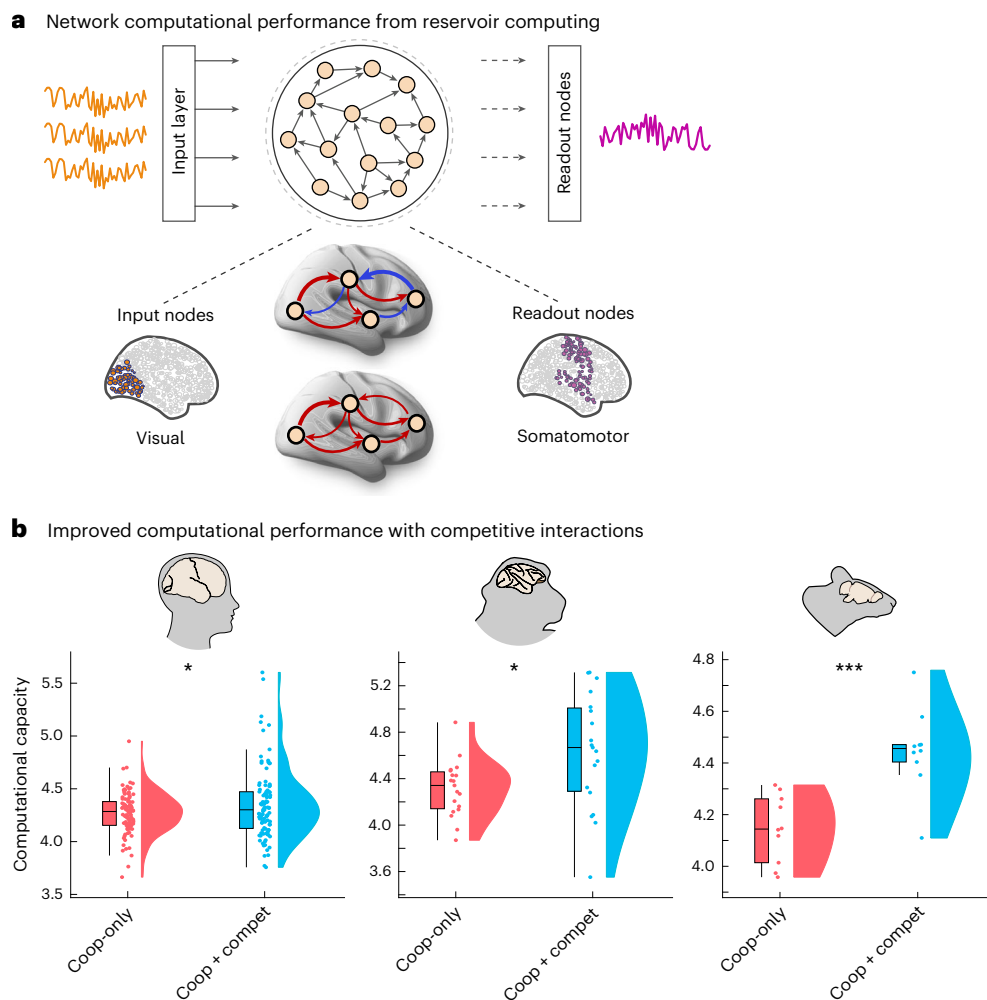 a Network computational performance from reservoir computing
Input layer
Readout nodes
Input nodes
Readout nodes
Visual
Somatomotor
b Improved computational performance with competitive interactions
Computational capacity
5.5
5.0
4.5
4.0
3.5
*
Coop-only
Coop + compet
5.2
4.8
4.4
4.0
3.6
*
Coop-only
Coop + compet
4.8
4.6
4.4
4.2
4.0
***
Coop-only
Coop + compet